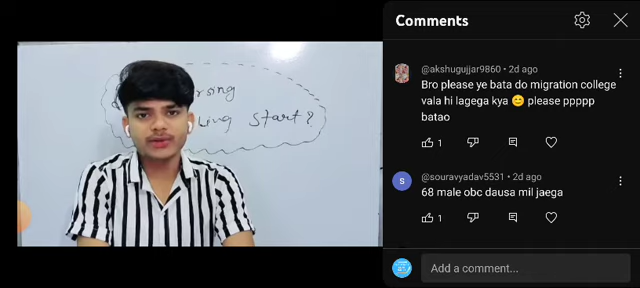 Comments
rsing
Start?
@akshugujjar9860 • 2d ago
Bro please ye bata do migration college
vala hi lagega kya 😊 please ppppp
batao
1
S
@souravyadav5531 • 2d ago
68 male obc dausa mil jaega
1
Add a comment...